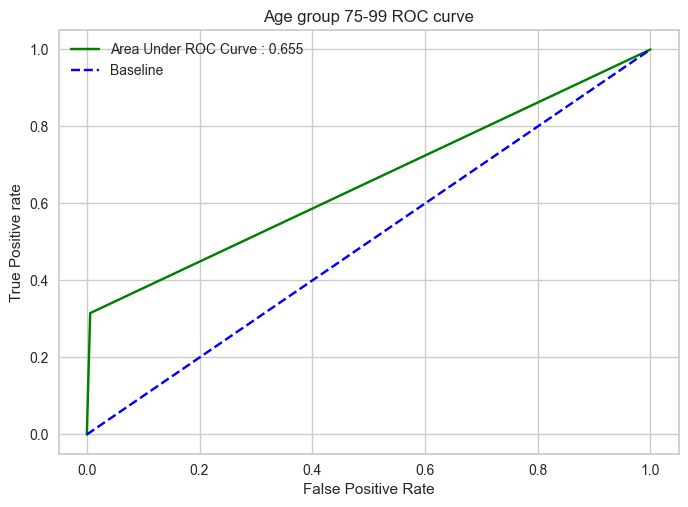 Age group 75-99 ROC curve
Area Under ROC Curve : 0.655
Baseline
True Positive rate
1.0
0.8
0.6
0.4
0.2
0.0
0.0 0.2 0.4 0.6 0.8 1.0
False Positive Rate